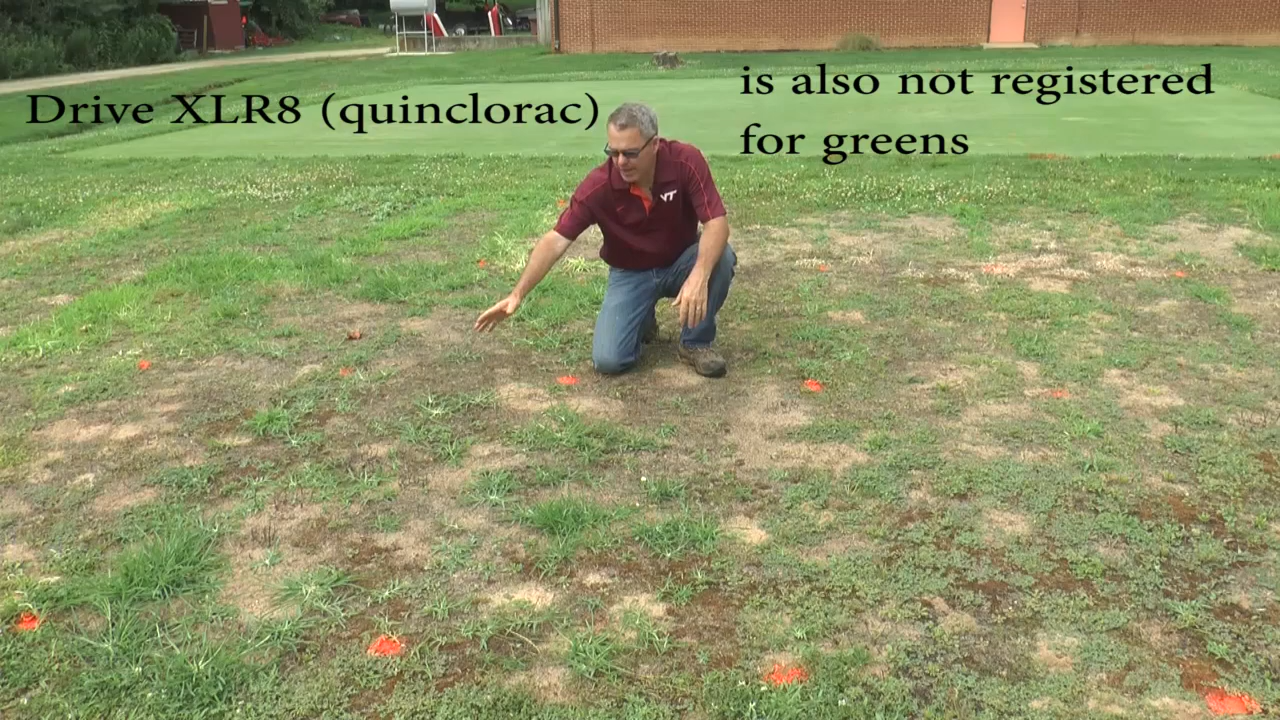 Drive XLR8 (quinclorac)
is also not registered
for greens
VT